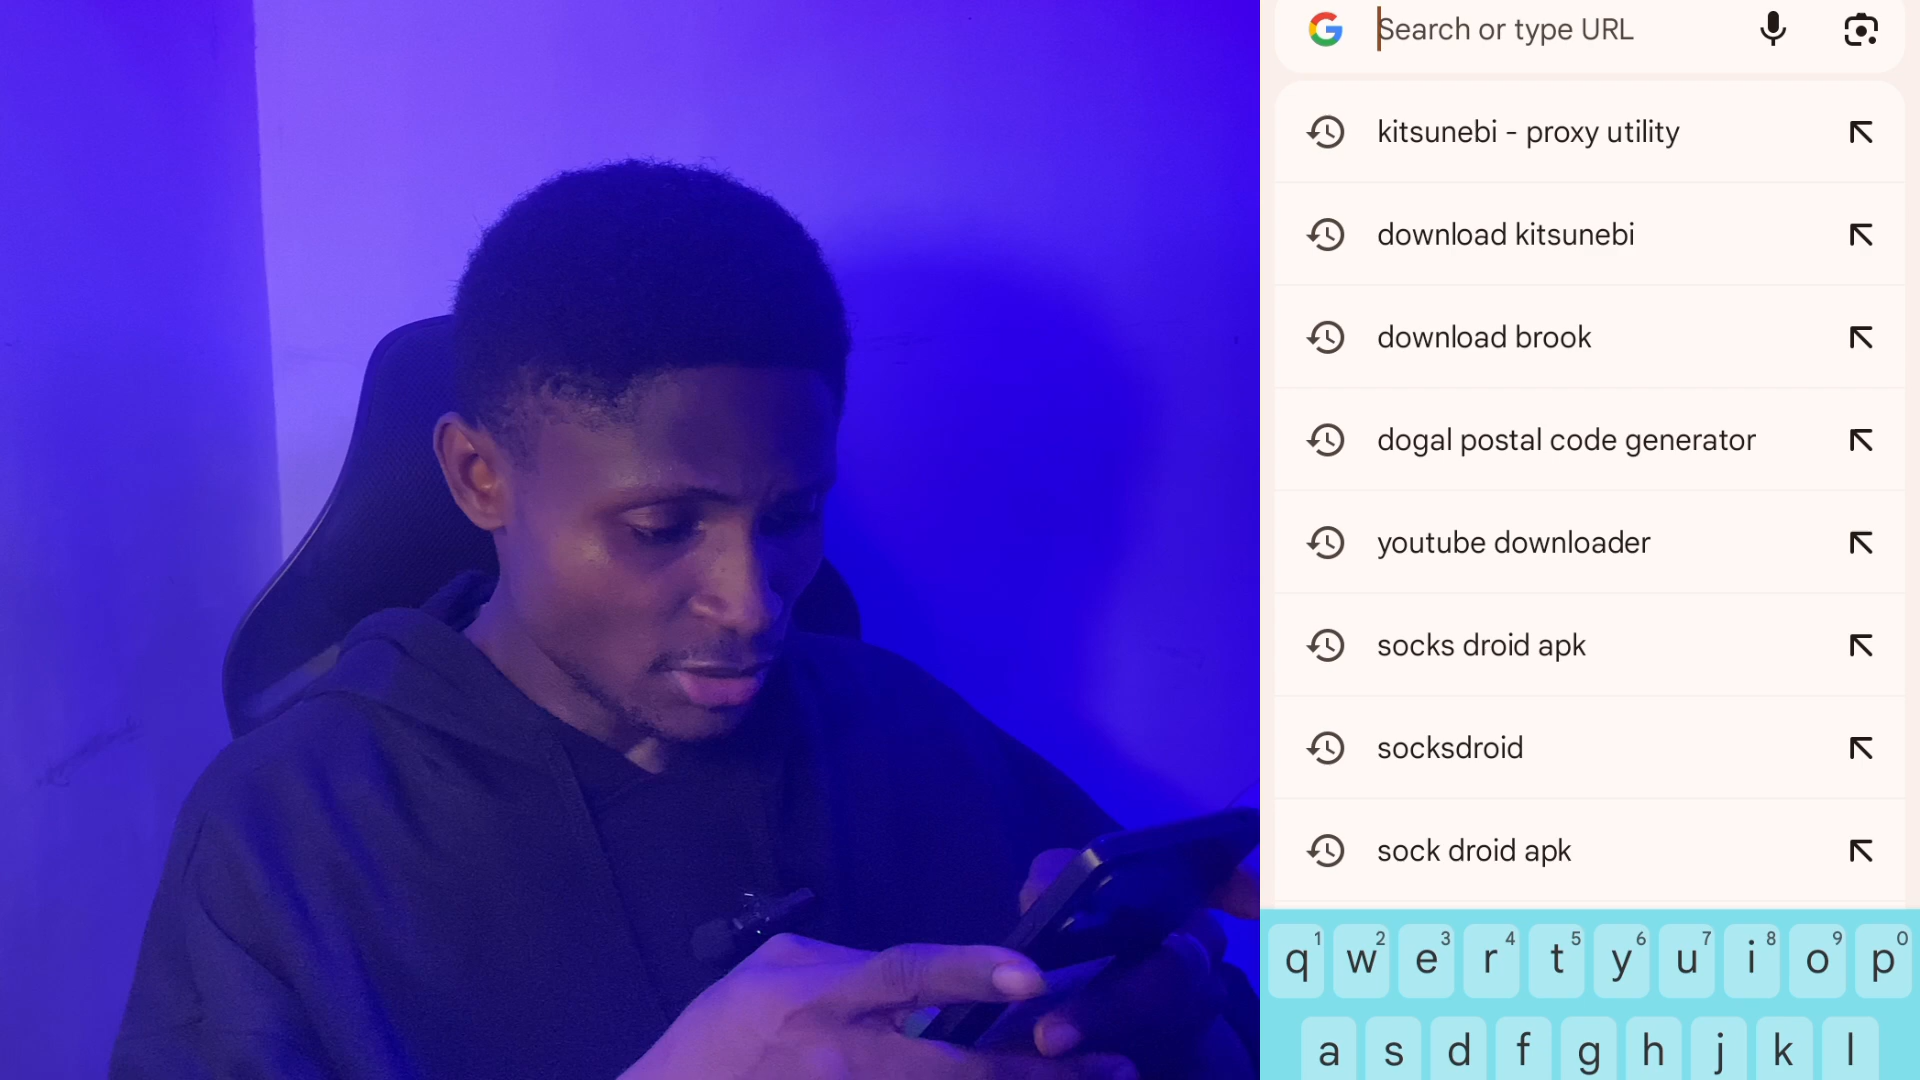 Search or type URL
kitsunebi - proxy utility
download kitsunebi
download brook
dogal postal code generator
youtube downloader
socks droid apk
socksdroid
sock droid apk
q1 w2 e3 r4 t5 y6 u7 i8 o9 p0
a s d f g h j k l